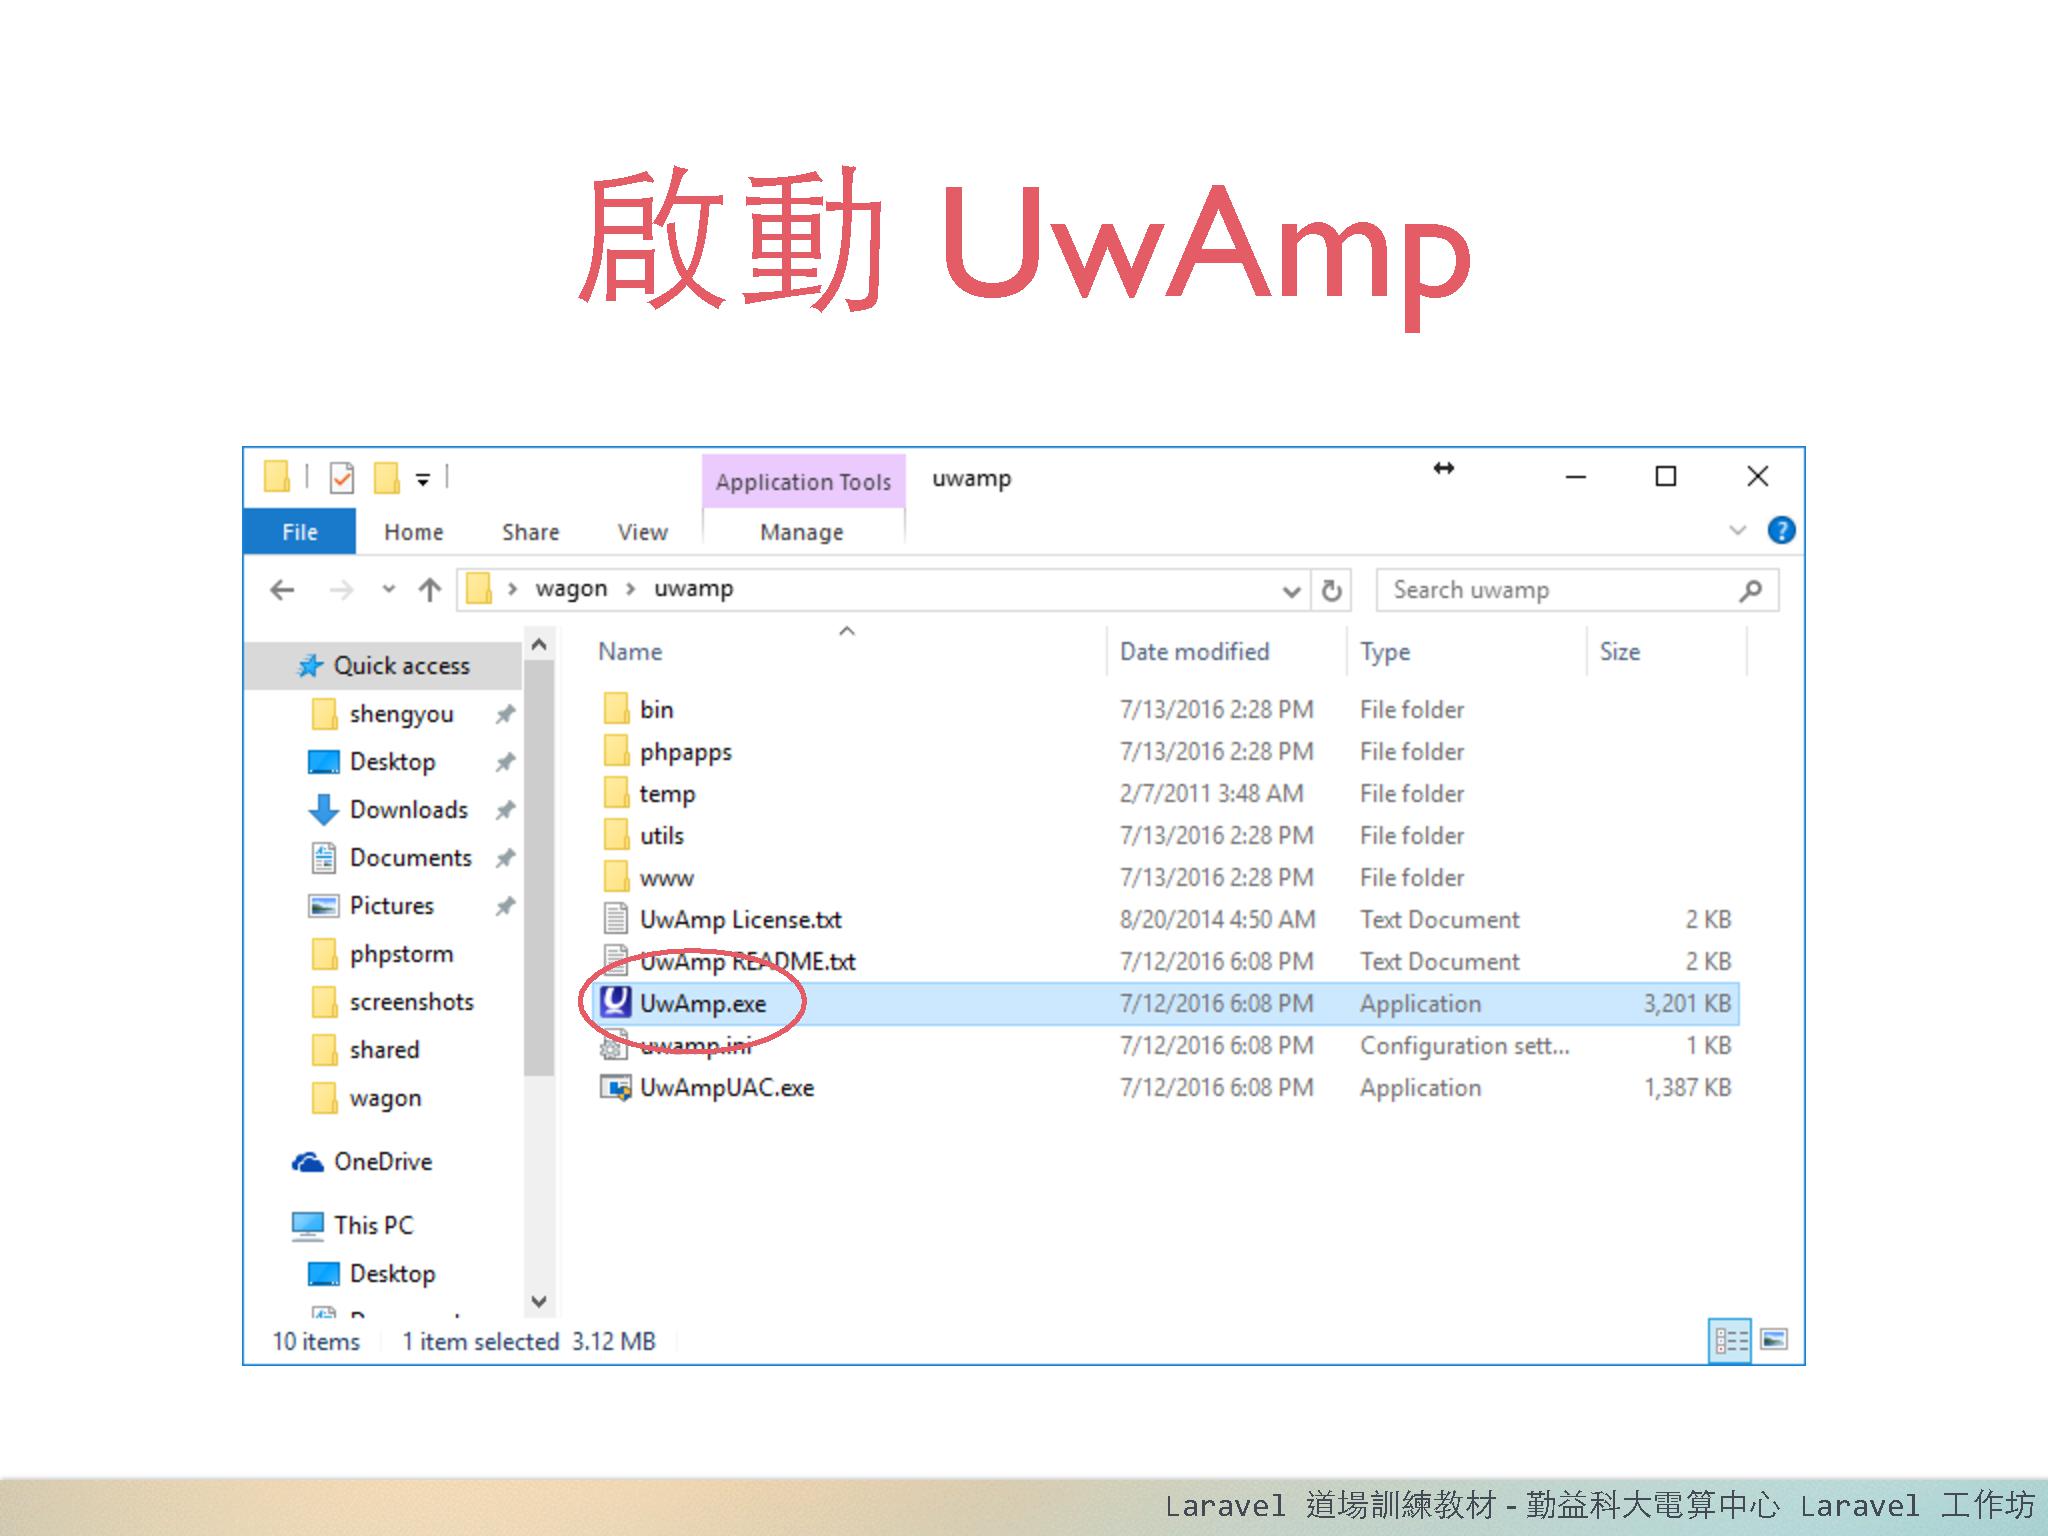 啟動 UwAmp
Application Tools
uwamp
File
Home
Share
View
Manage
wagon
uwamp
Search uwamp
Quick access
shengyou
Desktop
Downloads
Documents
Pictures
phpstorm
screenshots
shared
wagon
OneDrive
This PC
Desktop
Name Date modified Type Size
bin 7/13/2016 2:28 PM File folder
phpapps 7/13/2016 2:28 PM File folder
temp 2/7/2011 3:48 AM File folder
utils 7/13/2016 2:28 PM File folder
www 7/13/2016 2:28 PM File folder
UwAmp License.txt 8/20/2014 4:50 AM Text Document 2 KB
UwAmp README.txt 7/12/2016 6:08 PM Text Document 2 KB
UwAmp.exe 7/12/2016 6:08 PM Application 3,201 KB
uwamp.ini 7/12/2016 6:08 PM Configuration sett... 1 KB
UwAmpUAC.exe 7/12/2016 6:08 PM Application 1,387 KB
10 items 1 item selected 3.12 MB
Laravel 道場訓練教材 - 勤益科大電算中心 Laravel 工作坊